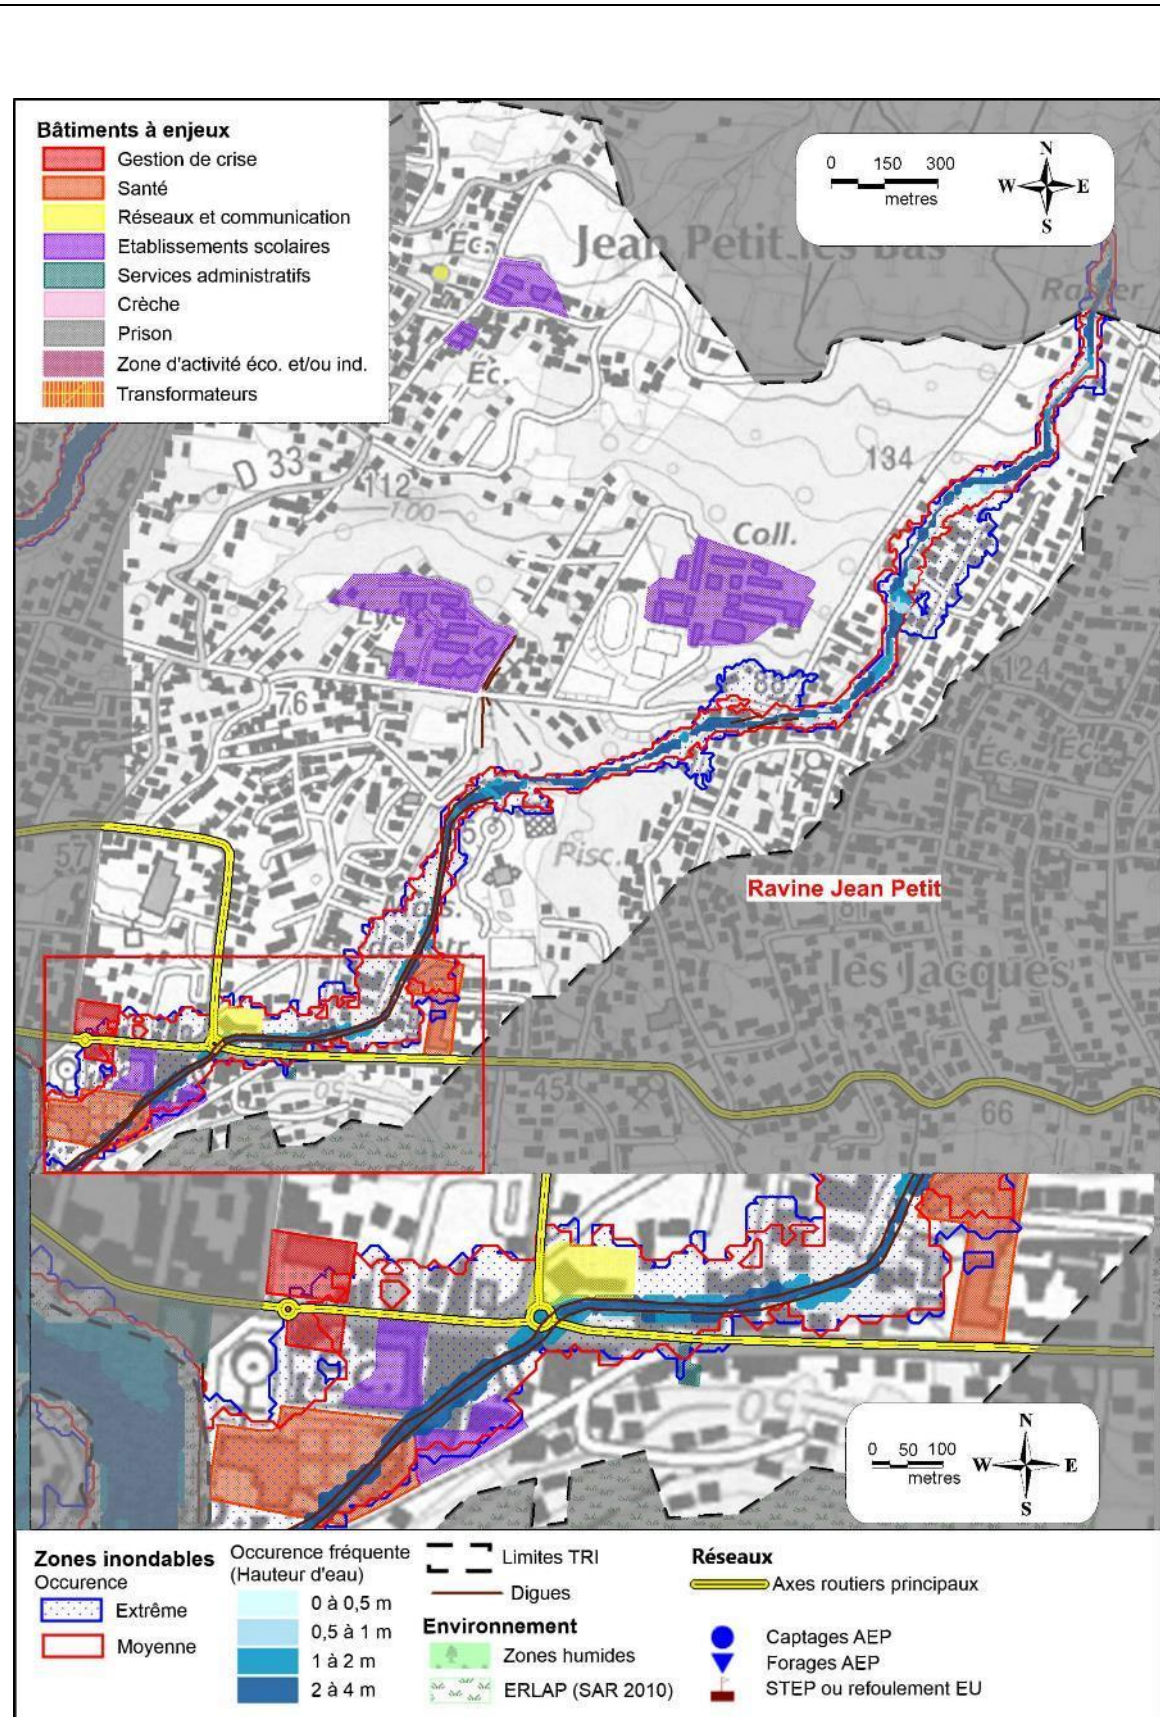 Bâtiments à enjeux
Gestion de crise
Santé
Réseaux et communication
Etablissements scolaires
Services administratifs
Crèche
Prison
Zone d'activité éco. et/ou ind.
Transformateurs
0 150 300
metres
N
W E
S
Jean Petit les Bas
Éc.
Éc.
D 33
112
100
134
Coll.
Lyc.
76
88
124
57
Pisc.
Ravine Jean Petit
Les Jacques
45
50
66
N
0 50 100
metres
W E
S
Zones inondables
Occurence
Extrême
Moyenne
Occurence fréquente
(Hauteur d'eau)
0 à 0,5 m
0,5 à 1 m
1 à 2 m
2 à 4 m
Limites TRI
Digues
Environnement
Zones humides
ERLAP (SAR 2010)
Réseaux
Axes routiers principaux
Captages AEP
Forages AEP
STEP ou refoulement EU